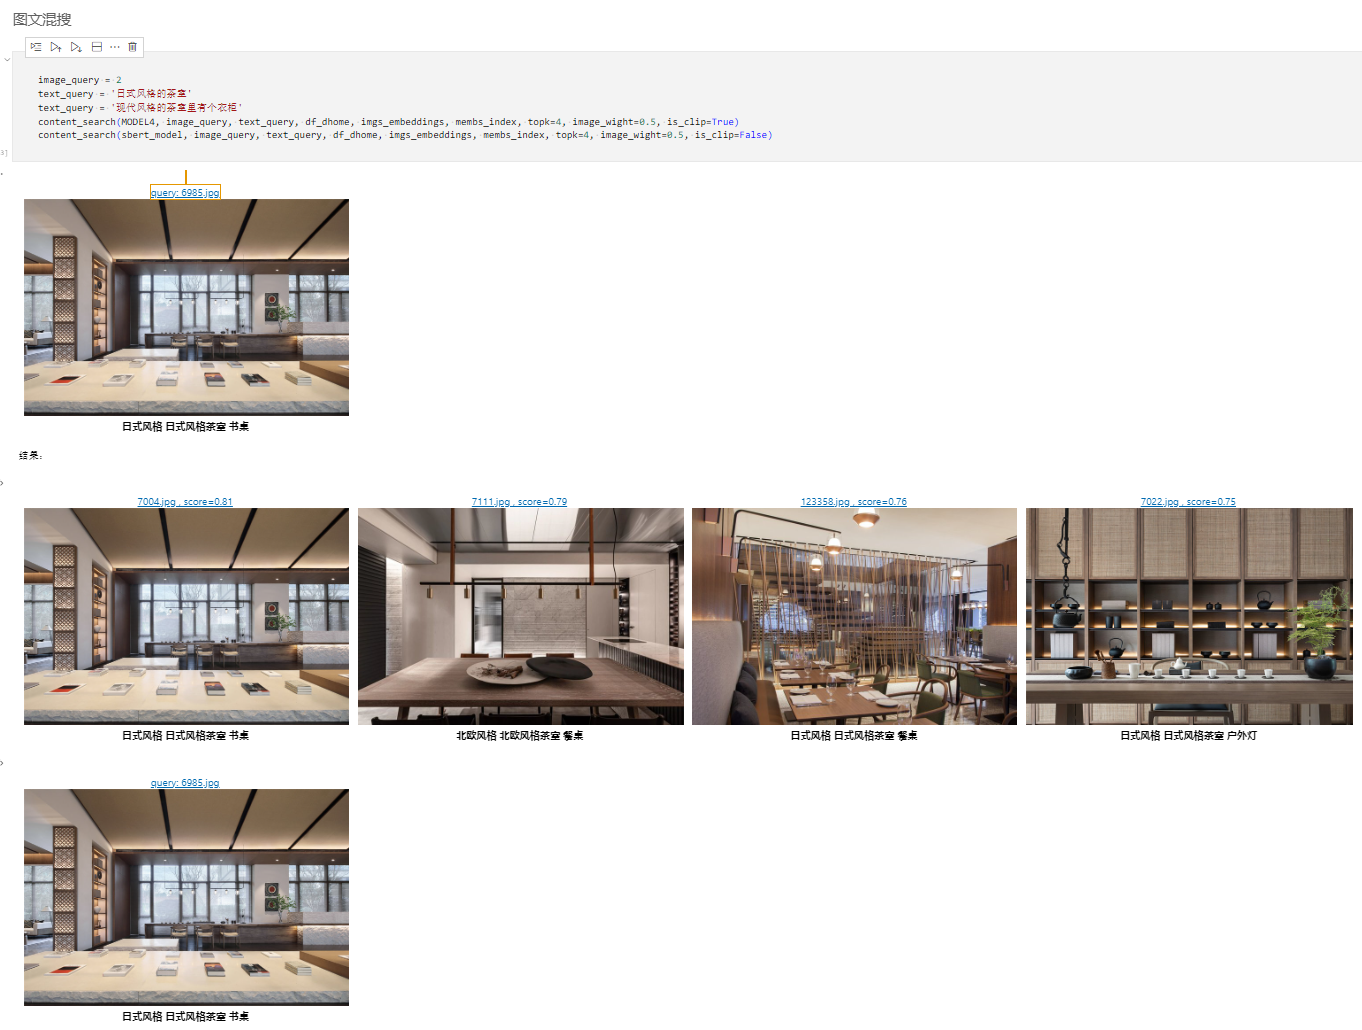 图文混搜
image_query = 2
text_query = '日式风格的茶室'
text_query = '现代风格的茶室里有个衣柜'
content_search(MODEL4, image_query, text_query, df_dhome, imgs_embeddings, membs_index, topk=4, image_wight=0.5, is_clip=True)
content_search(sbert_model, image_query, text_query, df_dhome, imgs_embeddings, membs_index, topk=4, image_wight=0.5, is_clip=False)
3]
query: 6985.jpg
日式风格 日式风格茶室 书桌
结果:
7004.jpg , score=0.81
7111.jpg , score=0.79
123358.jpg , score=0.76
7022.jpg , score=0.75
日式风格 日式风格茶室 书桌
北欧风格 北欧风格茶室 餐桌
日式风格 日式风格茶室 餐桌
日式风格 日式风格茶室 户外灯
query: 6985.jpg
日式风格 日式风格茶室 书桌